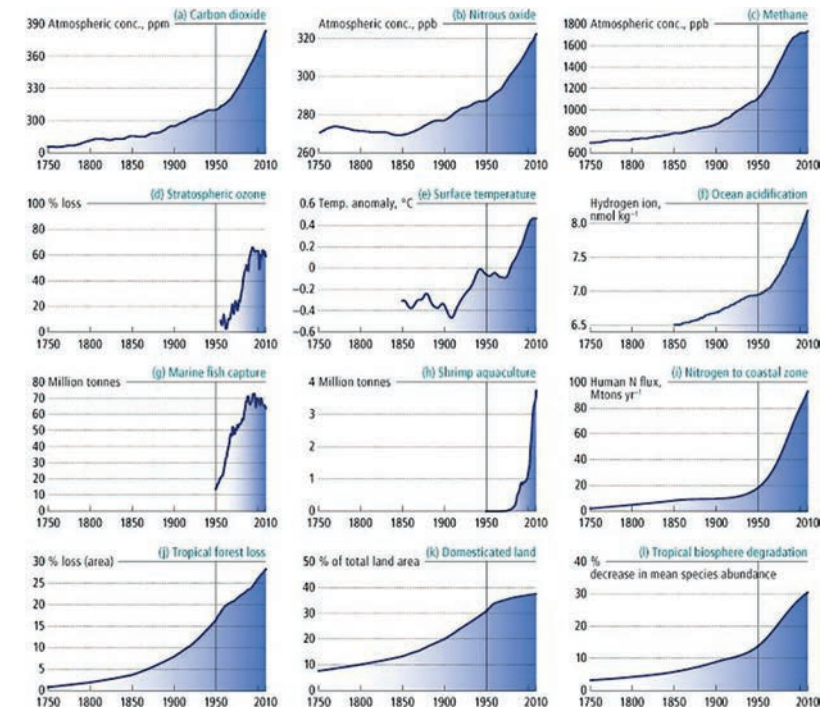 (a) Carbon dioxide
390 Atmospheric conc., ppm
360
330
300
0
1750 1800 1850 1900 1950 2010
(b) Nitrous oxide
Atmospheric conc., ppb
320
300
280
260
1750 1800 1850 1900 1950 2010
(c) Methane
1800 Atmospheric conc., ppb
1600
1400
1200
1000
800
600
1750 1800 1850 1900 1950 2010
(d) Stratospheric ozone
100 % loss
80
60
40
20
0
1750 1800 1850 1900 1950 2010
(e) Surface temperature
0.6 Temp. anomaly, °C
0.4
0.2
0
−0.2
−0.4
−0.6
1750 1800 1850 1900 1950 2010
(f) Ocean acidification
Hydrogen ion,
8.0 nmol kg⁻¹
7.5
7.0
6.5
1750 1800 1850 1900 1950 2010
(g) Marine fish capture
80 Million tonnes
70
60
50
40
30
20
10
0
1750 1800 1850 1900 1950 2010
(h) Shrimp aquaculture
4 Million tonnes
3
2
1
0
1750 1800 1850 1900 1950 2010
(i) Nitrogen to coastal zone
100 Human N flux,
Mtons yr⁻¹
80
60
40
20
0
1750 1800 1850 1900 1950 2010
(j) Tropical forest loss
30 % loss (area)
25
20
15
10
5
0
1750 1800 1850 1900 1950 2010
(k) Domesticated land
50 % of total land area
40
30
20
10
0
1750 1800 1850 1900 1950 2010
(l) Tropical biosphere degradation
40 %
decrease in mean species abundance
30
20
10
0
1750 1800 1850 1900 1950 2010